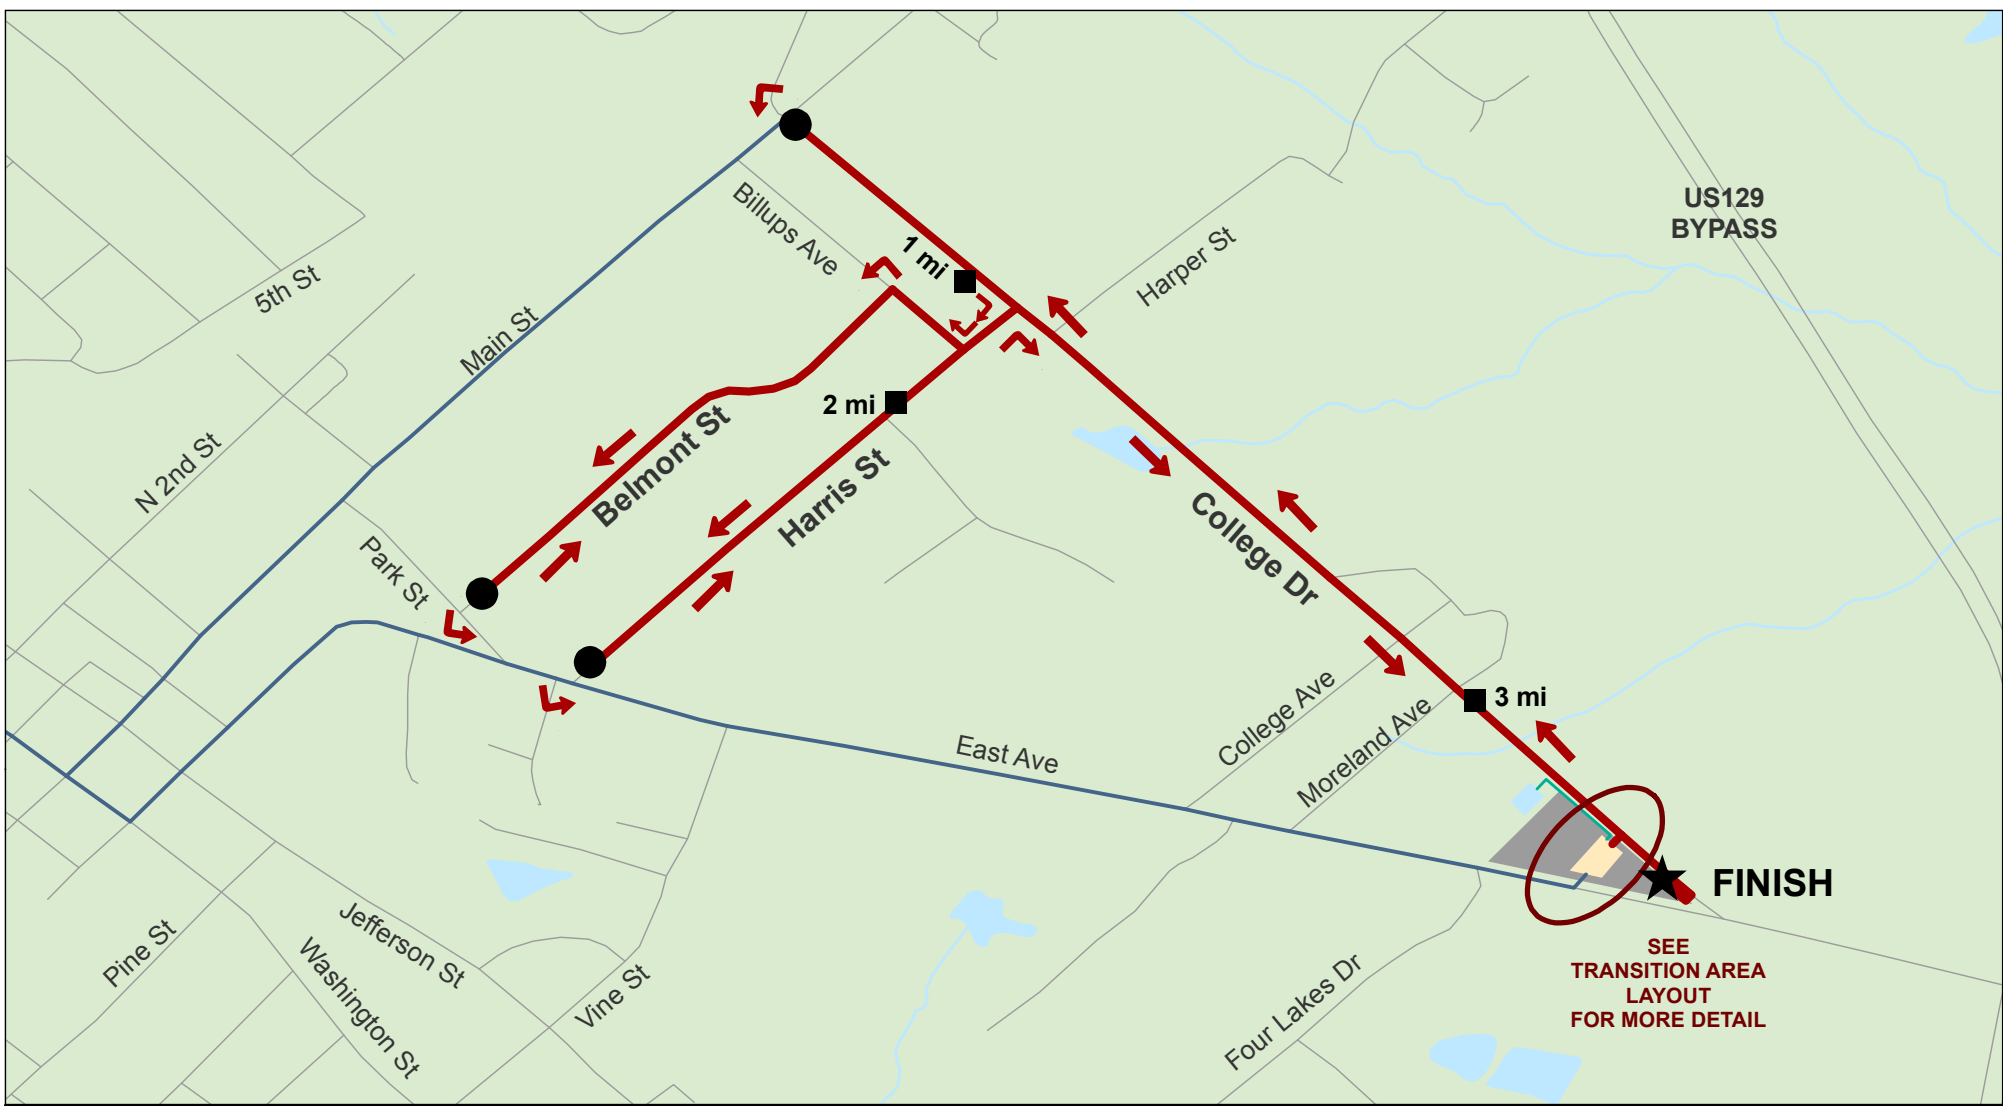 US129
BYPASS
Billups Ave
1 mi
Harper St
5th St
Main St
2 mi
N 2nd St
Belmont St
Harris St
College Dr
Park St
College Ave
3 mi
Moreland Ave
East Ave
FINISH
SEE
TRANSITION AREA
LAYOUT
FOR MORE DETAIL
Pine St
Jefferson St
Washington St
Vine St
Four Lakes Dr